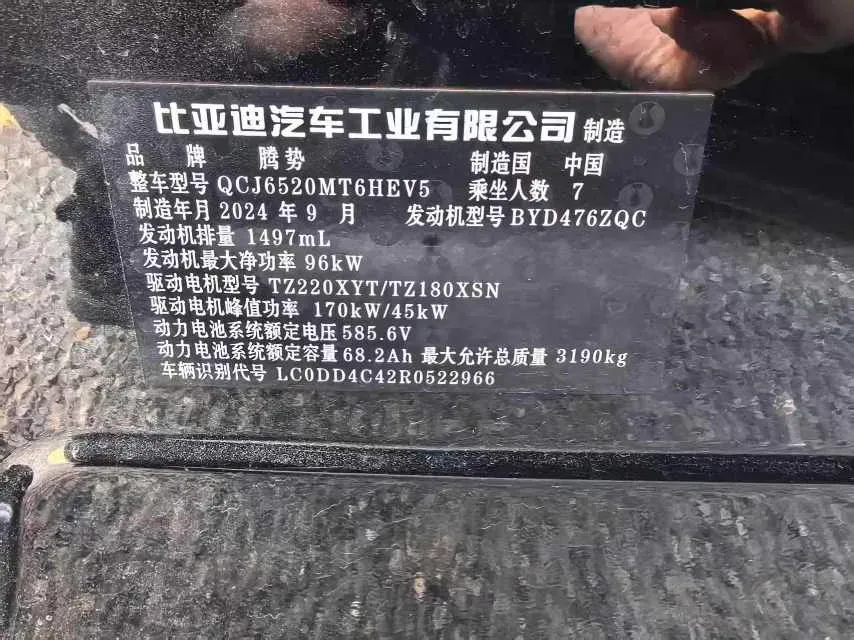 比亚迪汽车工业有限公司 制造
品 牌 腾势 制造国 中国
整车型号 QCJ6520MT6HEV5 乘坐人数 7
制造年月 2024 年 9 月 发动机型号 BYD476ZQC
发动机排量 1497mL
发动机最大净功率 96kW
驱动电机型号 TZ220XYT/TZ180XSN
驱动电机峰值功率 170kW/45kW
动力电池系统额定电压 585.6V
动力电池系统额定容量 68.2Ah 最大允许总质量 3190kg
车辆识别代号 LC0DD4C42R0522966